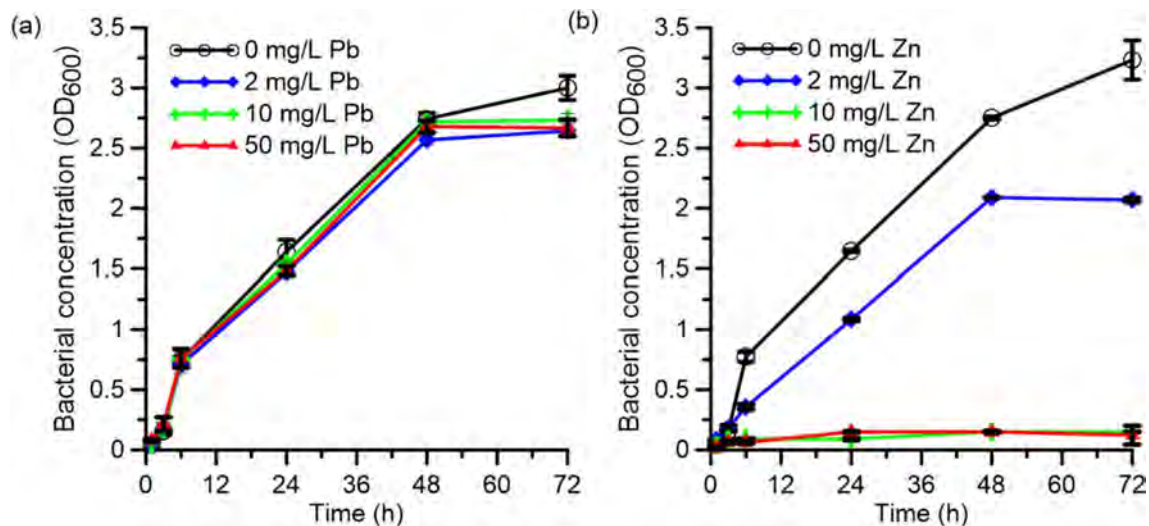 (a)
3.5
3
2.5
2
1.5
1
0.5
0
Bacterial concentration (OD600)
0 mg/L Pb
2 mg/L Pb
10 mg/L Pb
50 mg/L Pb
0 12 24 36 48 60 72
Time (h)
(b)
3.5
3
2.5
2
1.5
1
0.5
0
Bacterial concentration (OD600)
0 mg/L Zn
2 mg/L Zn
10 mg/L Zn
50 mg/L Zn
0 12 24 36 48 60 72
Time (h)